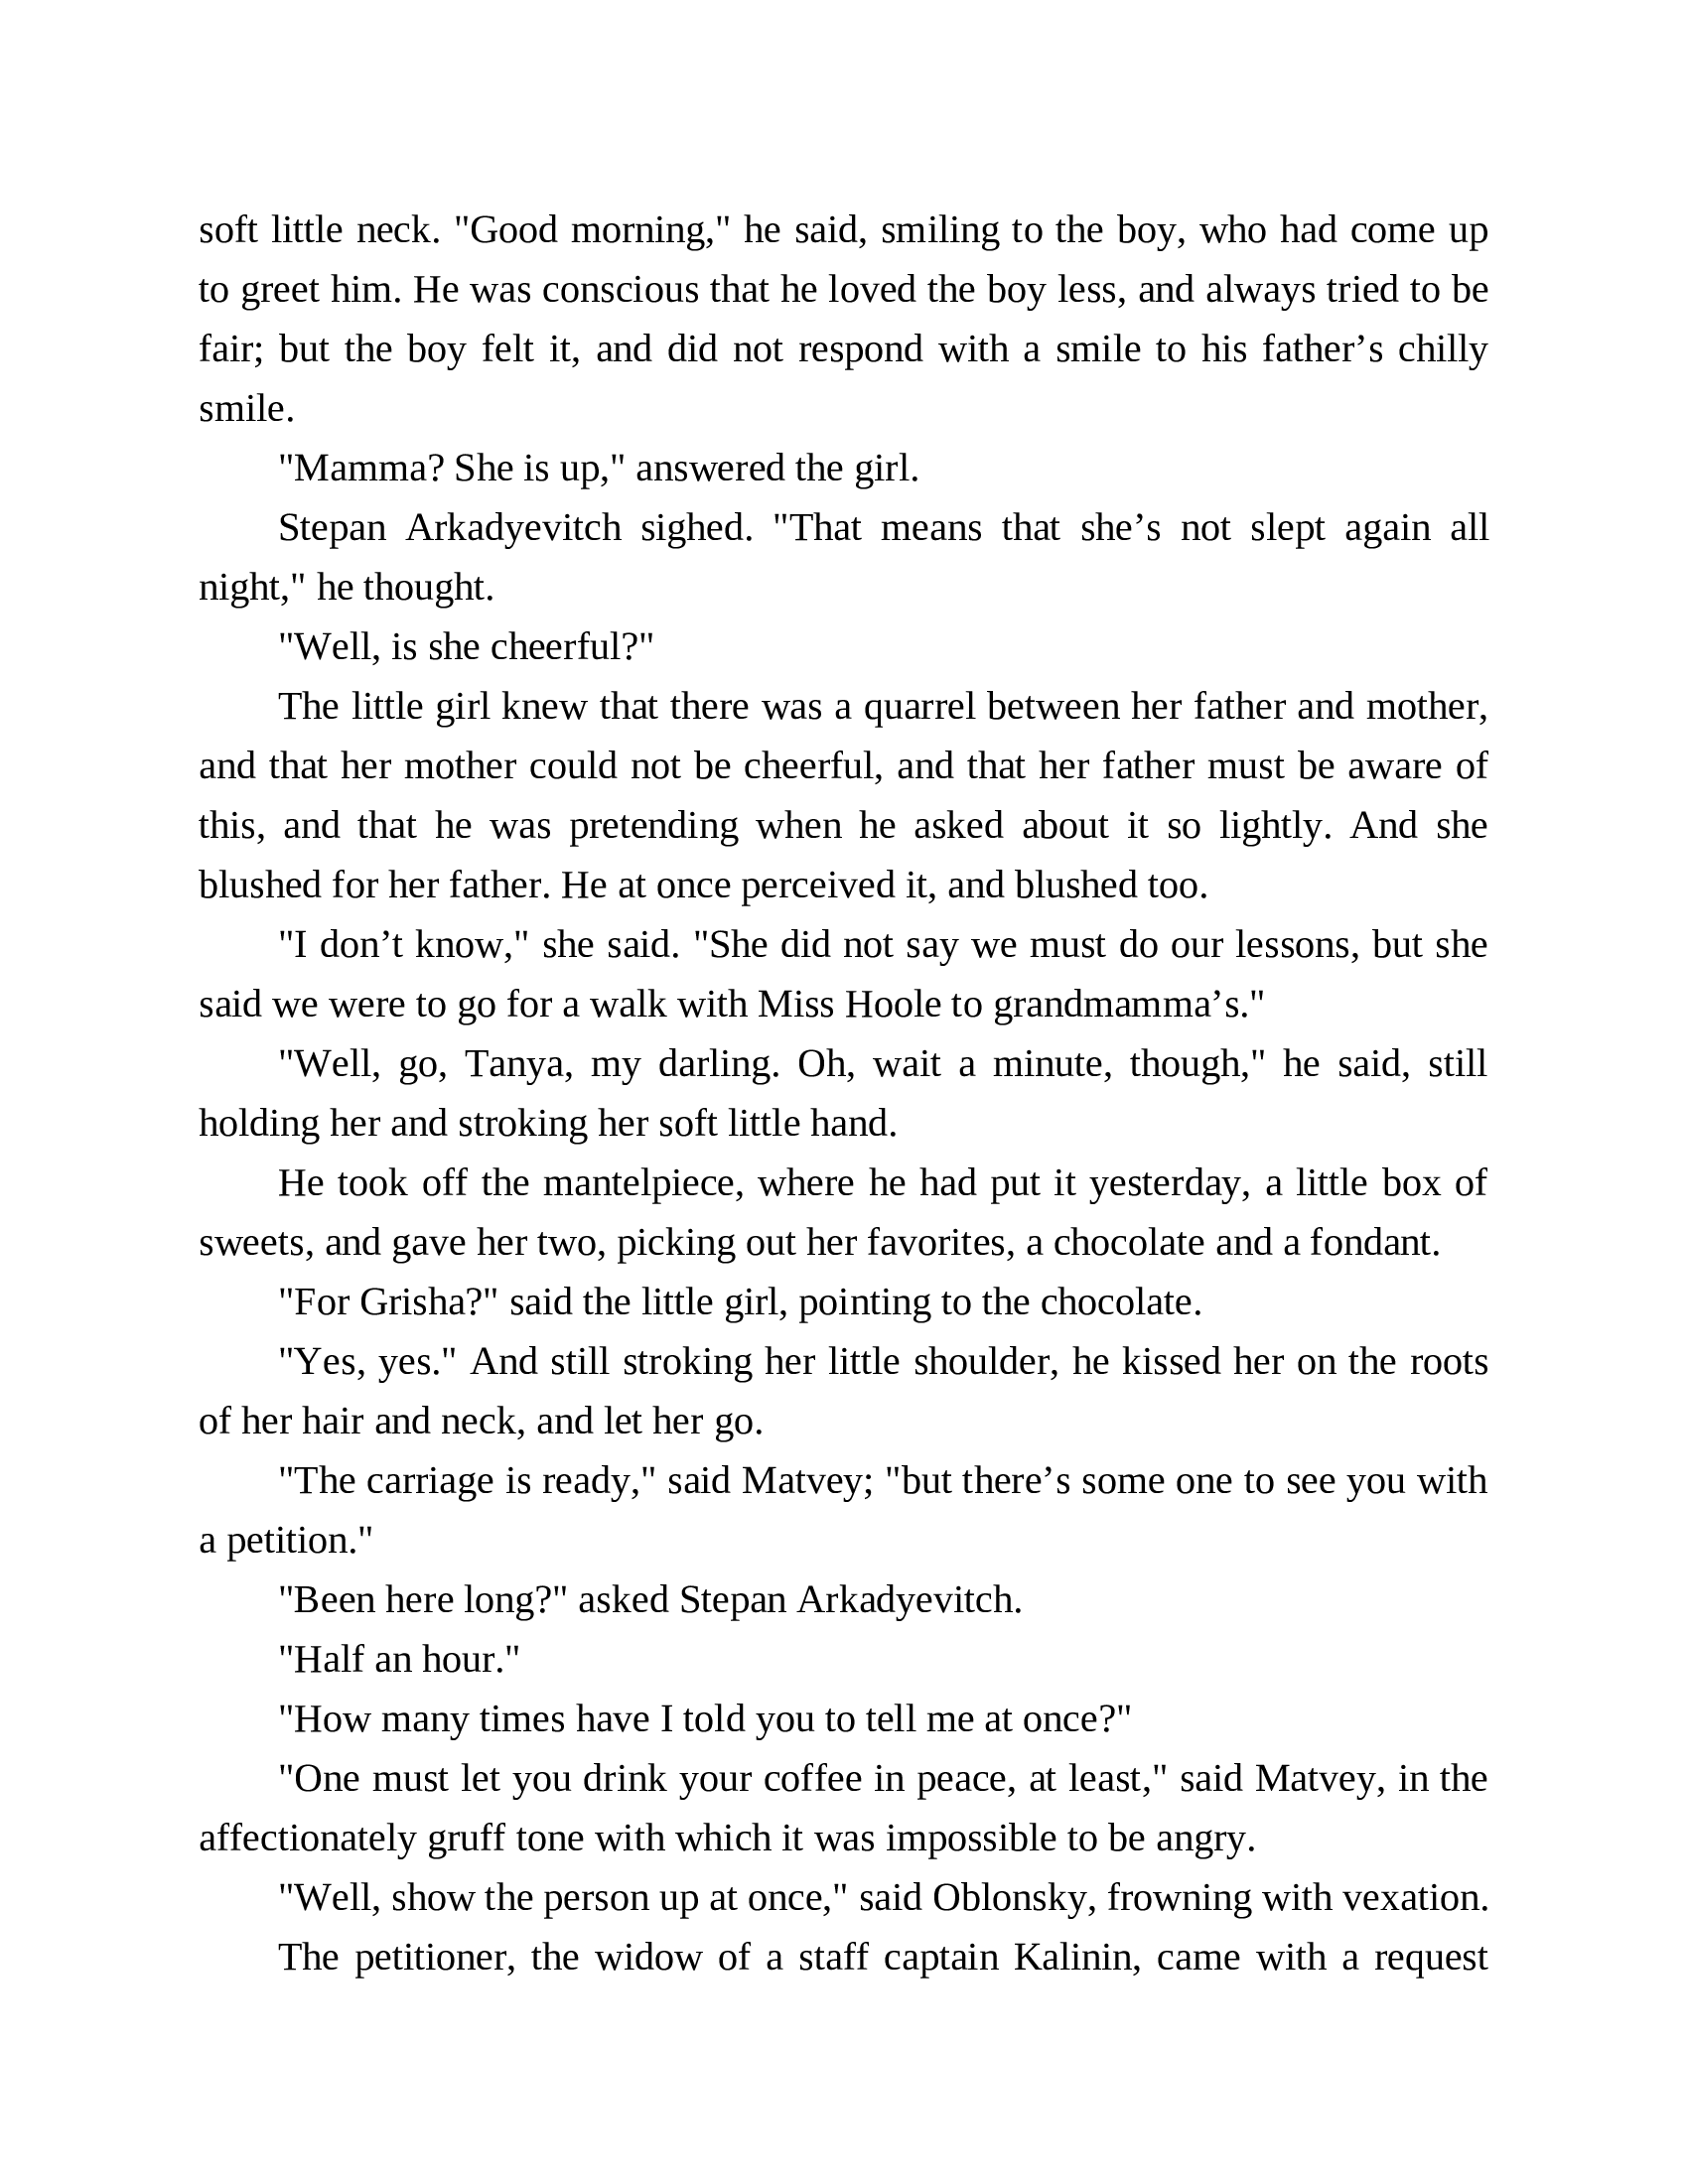 soft little neck. "Good morning," he said, smiling to the boy, who had come up
to greet him. He was conscious that he loved the boy less, and always tried to be
fair; but the boy felt it, and did not respond with a smile to his father’s chilly
smile.
"Mamma? She is up," answered the girl.
Stepan Arkadyevitch sighed. "That means that she’s not slept again all
night," he thought.
"Well, is she cheerful?"
The little girl knew that there was a quarrel between her father and mother,
and that her mother could not be cheerful, and that her father must be aware of
this, and that he was pretending when he asked about it so lightly. And she
blushed for her father. He at once perceived it, and blushed too.
"I don’t know," she said. "She did not say we must do our lessons, but she
said we were to go for a walk with Miss Hoole to grandmamma’s."
"Well, go, Tanya, my darling. Oh, wait a minute, though," he said, still
holding her and stroking her soft little hand.
He took off the mantelpiece, where he had put it yesterday, a little box of
sweets, and gave her two, picking out her favorites, a chocolate and a fondant.
"For Grisha?" said the little girl, pointing to the chocolate.
"Yes, yes." And still stroking her little shoulder, he kissed her on the roots
of her hair and neck, and let her go.
"The carriage is ready," said Matvey; "but there’s some one to see you with
a petition."
"Been here long?" asked Stepan Arkadyevitch.
"Half an hour."
"How many times have I told you to tell me at once?"
"One must let you drink your coffee in peace, at least," said Matvey, in the
affectionately gruff tone with which it was impossible to be angry.
"Well, show the person up at once," said Oblonsky, frowning with vexation.
The petitioner, the widow of a staff captain Kalinin, came with a request